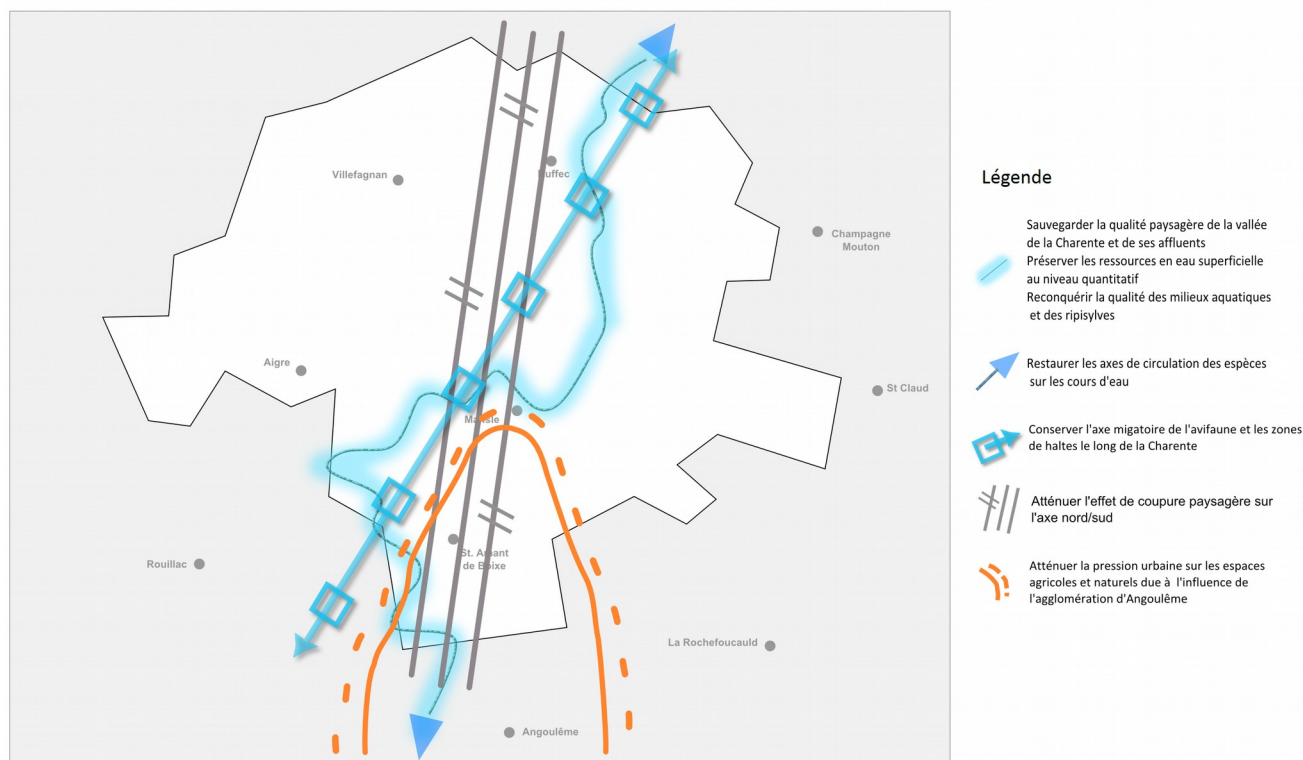 Villefagnan
Ruffec
Champagne
Mouton
Aigre
St Claud
Mansle
Rouillac
St. Amant
de Boixe
La Rochefoucauld
Angoulême
Légende
Sauvegarder la qualité paysagère de la vallée
de la Charente et de ses affluents
Préserver les ressources en eau superficielle
au niveau quantitatif
Reconquérir la qualité des milieux aquatiques
et des ripisylves
Restaurer les axes de circulation des espèces
sur les cours d'eau
Conserver l'axe migatoire de l'avifaune et les zones
de haltes le long de la Charente
Atténuer l'effet de coupure paysagère sur
l'axe nord/sud
Atténuer la pression urbaine sur les espaces
agricoles et naturels due à l'influence de
l'agglomération d'Angoulême